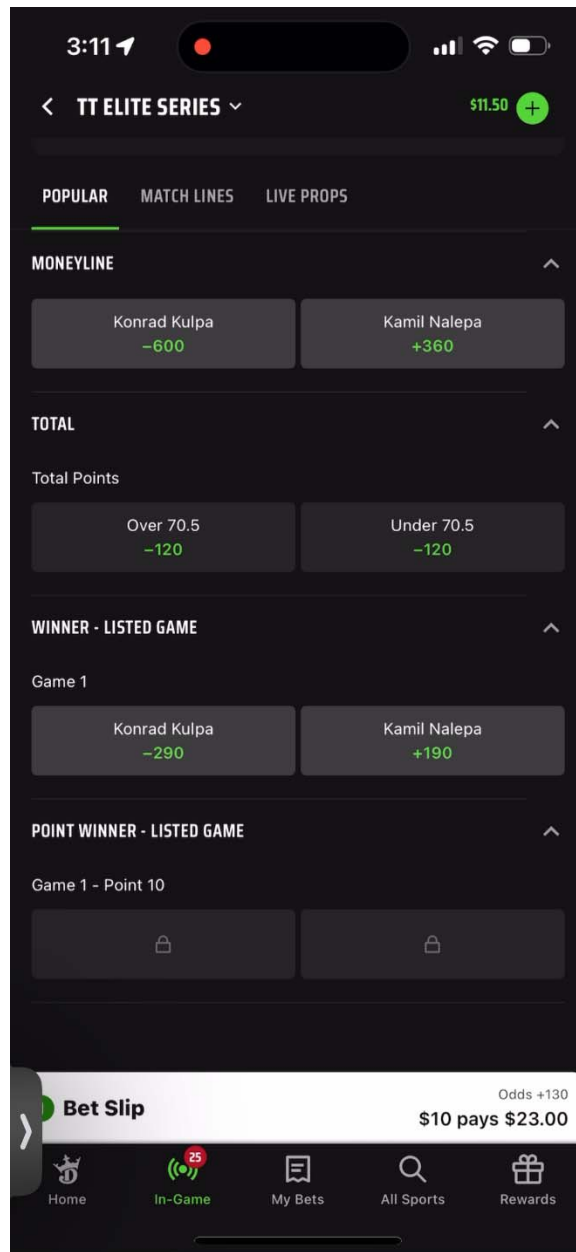 3:11
TT ELITE SERIES
$11.50 +
POPULAR MATCH LINES LIVE PROPS
MONEYLINE
Konrad Kulpa Kamil Nalepa
−600 +360
TOTAL
Total Points
Over 70.5 Under 70.5
−120 −120
WINNER - LISTED GAME
Game 1
Konrad Kulpa Kamil Nalepa
−290 +190
POINT WINNER - LISTED GAME
Game 1 - Point 10
Odds +130
Bet Slip $10 pays $23.00
25
Home In-Game My Bets All Sports Rewards